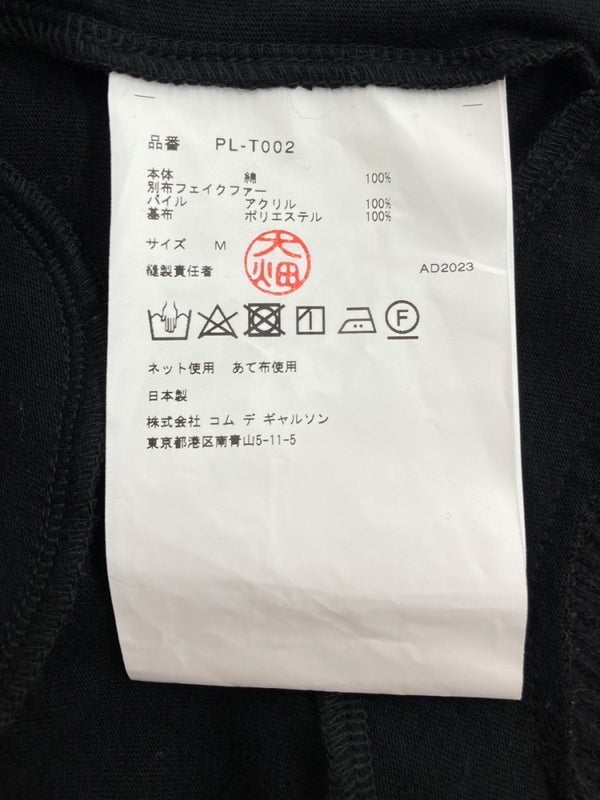 品番 PL-T002
本体 綿 100%
別布フェイクファー
パイル アクリル 100%
基布 ポリエステル 100%
サイズ M
大畑
縫製責任者 AD2023
F
ネット使用 あて布使用
日本製
株式会社 コム デ ギャルソン
東京都港区南青山5-11-5